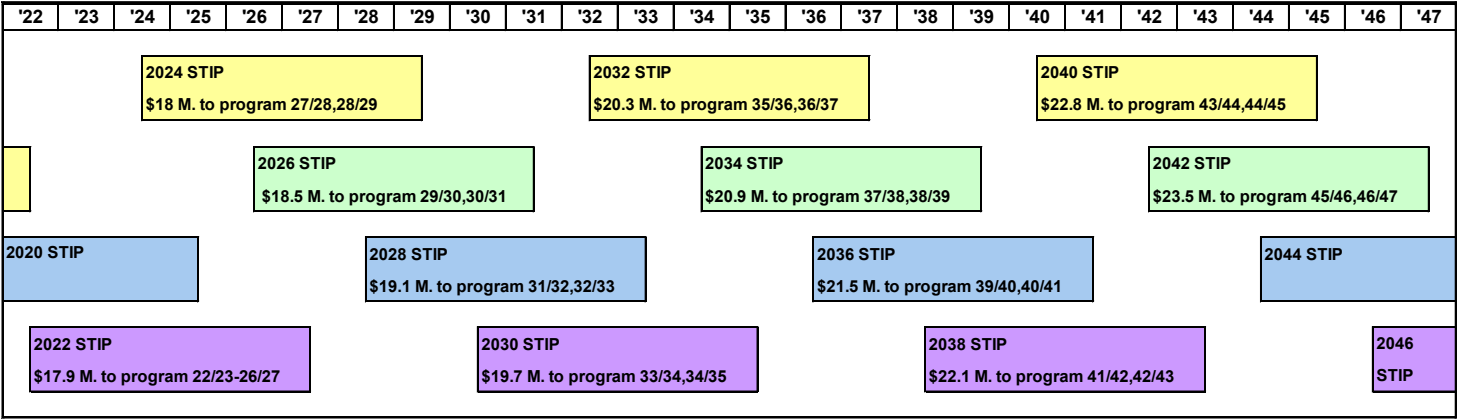 '22 '23 '24 '25 '26 '27 '28 '29 '30 '31 '32 '33 '34 '35 '36 '37 '38 '39 '40 '41 '42 '43 '44 '45 '46 '47
2024 STIP
$18 M. to program 27/28,28/29
2032 STIP
$20.3 M. to program 35/36,36/37
2040 STIP
$22.8 M. to program 43/44,44/45
2026 STIP
$18.5 M. to program 29/30,30/31
2034 STIP
$20.9 M. to program 37/38,38/39
2042 STIP
$23.5 M. to program 45/46,46/47
2020 STIP
2028 STIP
$19.1 M. to program 31/32,32/33
2036 STIP
$21.5 M. to program 39/40,40/41
2044 STIP
2022 STIP
$17.9 M. to program 22/23-26/27
2030 STIP
$19.7 M. to program 33/34,34/35
2038 STIP
$22.1 M. to program 41/42,42/43
2046
STIP